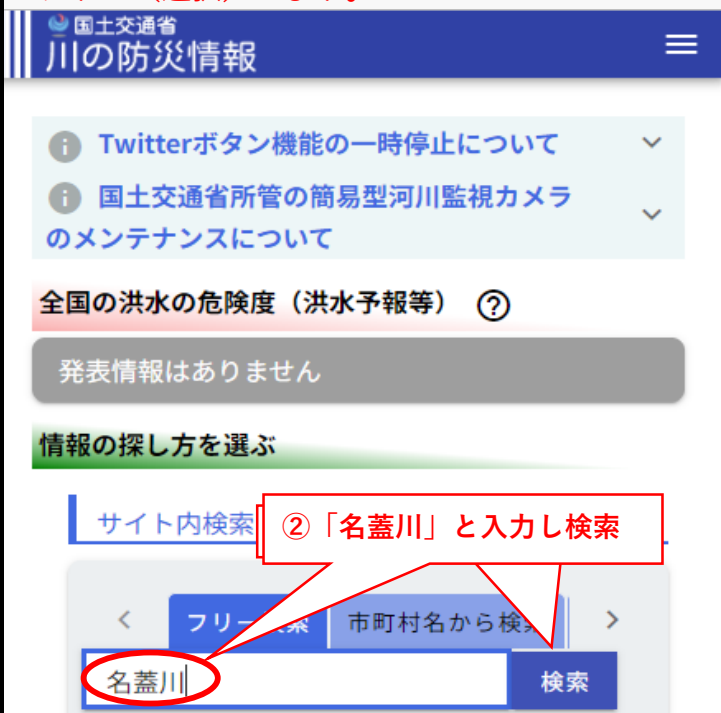 国土交通省
川の防災情報
Twitterボタン機能の一時停止について
国土交通省所管の簡易型河川監視カメラ
のメンテナンスについて
全国の洪水の危険度（洪水予報等）
発表情報はありません
情報の探し方を選ぶ
サイト内検索
②「名蓋川」と入力し検索
フリー検索
市町村名から検索
名蓋川
検索